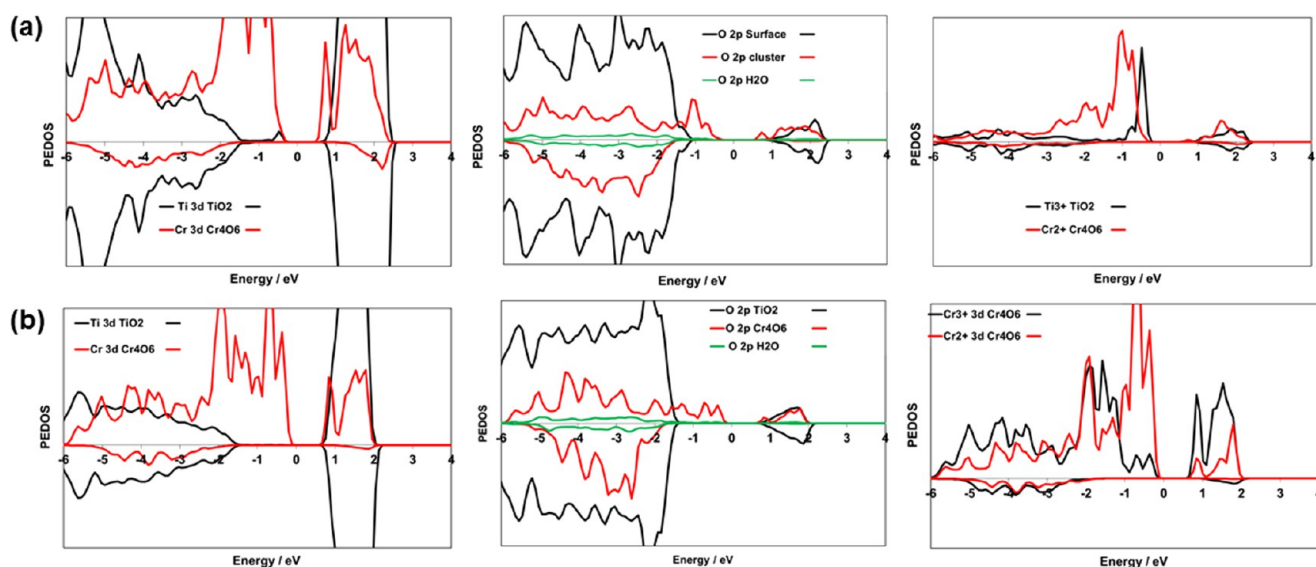 (a)
PEDOS
-6 -5 -4 -3 -2 -1 0 1 2 3 4
Ti 3d TiO2
Cr 3d Cr4O6
Energy / eV
O 2p Surface
O 2p cluster
O 2p H2O
PEDOS
-6 -5 -4 -3 -2 -1 0 1 2 3 4
Energy / eV
PEDOS
-6 -5 -4 -3 -2 -1 0 1 2 3 4
Ti3+ TiO2
Cr2+ Cr4O6
Energy / eV
(b)
Ti 3d TiO2
Cr 3d Cr4O6
PEDOS
-6 -5 -4 -3 -2 -1 0 1 2 3 4
Energy / eV
O 2p TiO2
O 2p Cr4O6
O 2p H2O
PEDOS
-6 -5 -4 -3 -2 -1 0 1 2 3 4
Energy / eV
Cr3+ 3d Cr4O6
Cr2+ 3d Cr4O6
PEDOS
-6 -5 -4 -3 -2 -1 0 1 2 3 4
Energy / eV